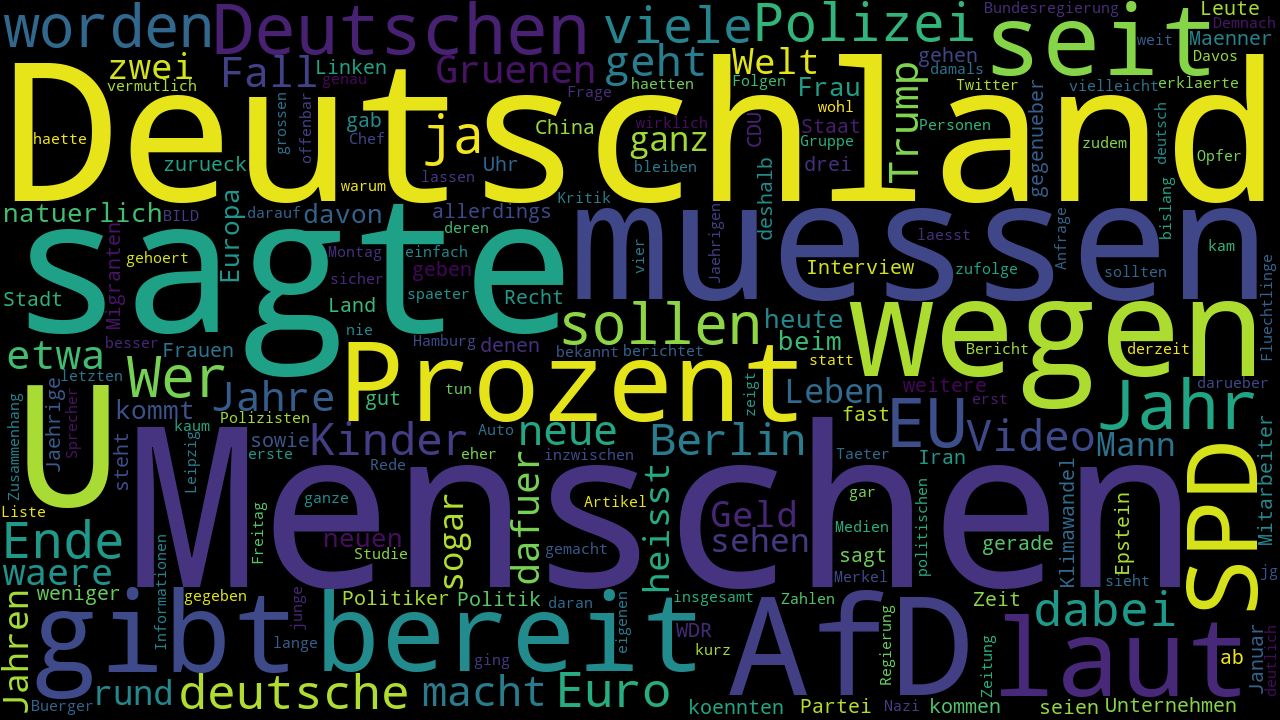 worden Deutschen viele Polizei Bundesregierung seit Leute
Demnach
zwei Fall Linken Gruenen geht Welt gehen weit Maenner
vermutlich genau haetten Folgen Frau damals Davos
Frage Twitter vielleicht erklaerte
Deutschland
haette grossen offenbar gab Chef ja China wirklich ganz CDU Staat wohl Gruppe Trump Personen gegenueber zudem deutsch Opfer
zurueck warum lassen Uhr bleiben deshalb drei
natuerlich BILD Europa darauf davon allerdings Kritik Jaehrigen laesst Anfrage bislang
sagte muessen
Migranten gehoert Montag einfach deren vier Interview zufolge sollten kam
sicher geben
Stadt Land spaeter Recht Fluechtlinge
besser nie sollen heute wegen
etwa Frauen Hamburg denen bekannt berichtet beim Bericht derzeit
letzten Wer Prozent statt
Zusammenhang Jaehrige Sprecher kommt Jahre gut tun zeigt Leben weitere erst darueber
kaum Polizisten fast Jahr
U steht Leipzig sowie Kinder Auto neue Berlin EU Video Mann
erste eher inzwischen Taeter
Rede Iran
Menschen SPD Mitarbeiter
Liste ganze Artikel gar
Ende Freitag neuen sogar dafuer heisst Geld Medien politischen gerade Klimawandel Epstein
Studie gemacht sehen sagt
waere Informationen Merkel sieht jg
weniger gegeben junge Politiker Politik daran insgesamt Zahlen Zeit dabei
Jahren gibt bereit eigenen WDR AfD Regierung laut
lange kurz Zeitung ab Januar deutlich
ging
Buerger rund deutsche macht Euro koennten Partei Nazi kommen seien Unternehmen